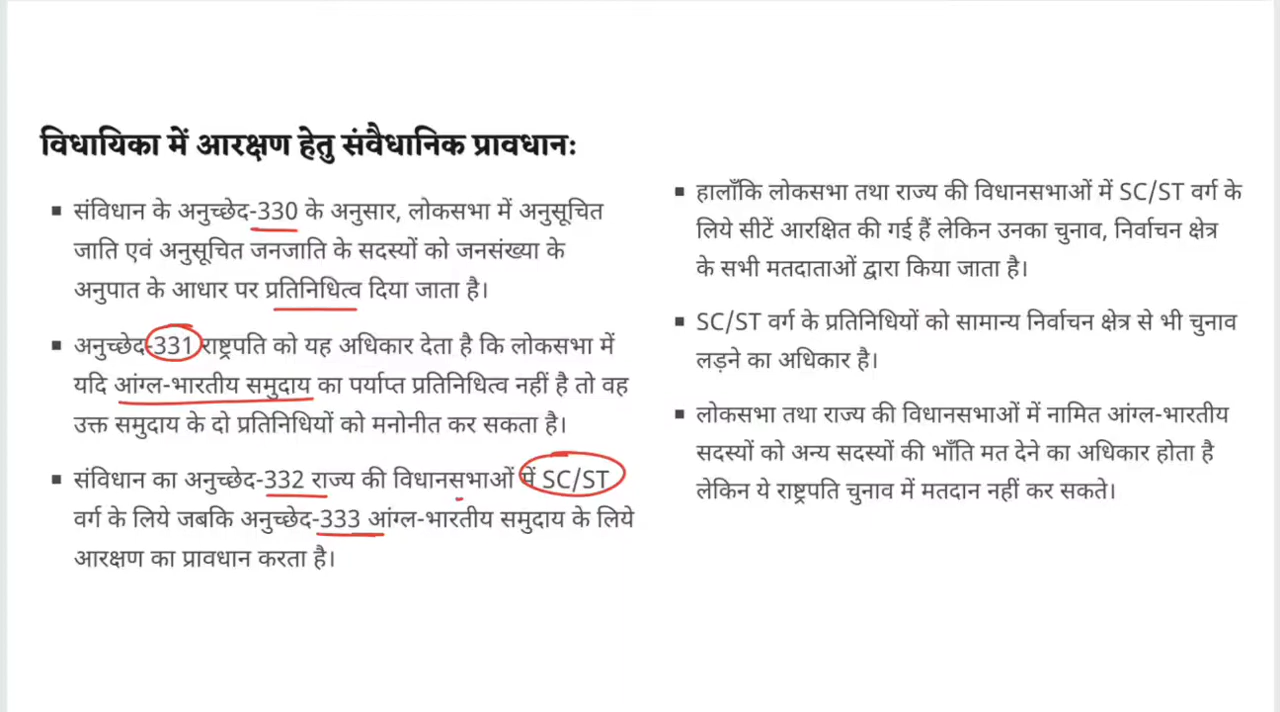 विधायिका में आरक्षण हेतु संवैधानिक प्रावधान:
▪ संविधान के अनुच्छेद-330 के अनुसार, लोकसभा में अनुसूचित
जाति एवं अनुसूचित जनजाति के सदस्यों को जनसंख्या के
अनुपात के आधार पर प्रतिनिधित्व दिया जाता है।
▪ अनुच्छेद-331 राष्ट्रपति को यह अधिकार देता है कि लोकसभा में
यदि आंग्ल-भारतीय समुदाय का पर्याप्त प्रतिनिधित्व नहीं है तो वह
उक्त समुदाय के दो प्रतिनिधियों को मनोनीत कर सकता है।
▪ संविधान का अनुच्छेद-332 राज्य की विधानसभाओं में SC/ST
वर्ग के लिये जबकि अनुच्छेद-333 आंग्ल-भारतीय समुदाय के लिये
आरक्षण का प्रावधान करता है।
▪ हालाँकि लोकसभा तथा राज्य की विधानसभाओं में SC/ST वर्ग के
लिये सीटें आरक्षित की गई हैं लेकिन उनका चुनाव, निर्वाचन क्षेत्र
के सभी मतदाताओं द्वारा किया जाता है।
▪ SC/ST वर्ग के प्रतिनिधियों को सामान्य निर्वाचन क्षेत्र से भी चुनाव
लड़ने का अधिकार है।
▪ लोकसभा तथा राज्य की विधानसभाओं में नामित आंग्ल-भारतीय
सदस्यों को अन्य सदस्यों की भाँति मत देने का अधिकार होता है
लेकिन ये राष्ट्रपति चुनाव में मतदान नहीं कर सकते।